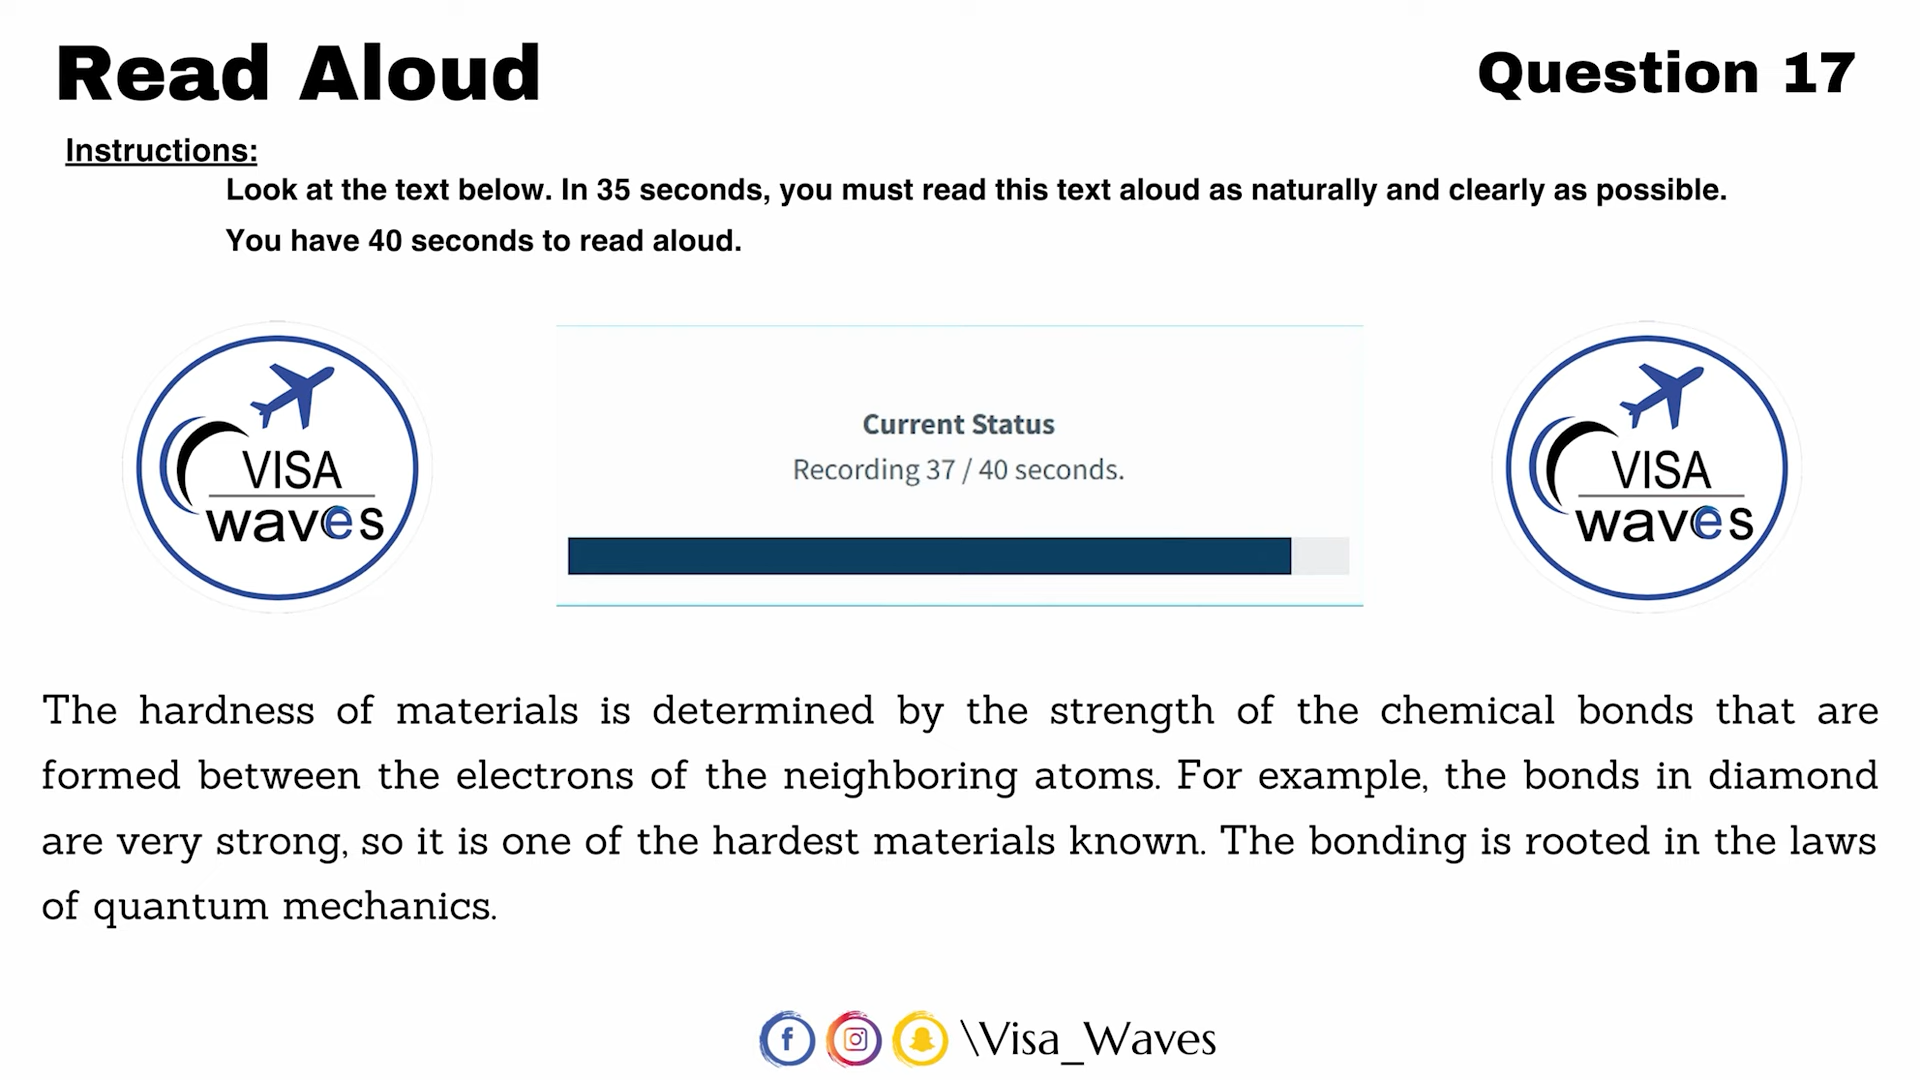 Read Aloud
Question 17
Instructions:
Look at the text below. In 35 seconds, you must read this text aloud as naturally and clearly as possible.
You have 40 seconds to read aloud.
VISA
waves
Current Status
Recording 37 / 40 seconds.
VISA
waves
The hardness of materials is determined by the strength of the chemical bonds that are
formed between the electrons of the neighboring atoms. For example, the bonds in diamond
are very strong, so it is one of the hardest materials known. The bonding is rooted in the laws
of quantum mechanics.
\Visa_Waves